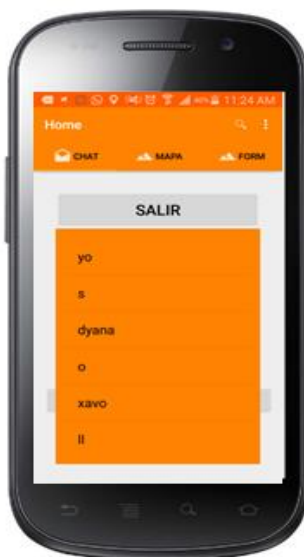 11:24 AM
Home
CHAT MAPA FORM
SALIR
yo
s
dyana
o
xavo
ll